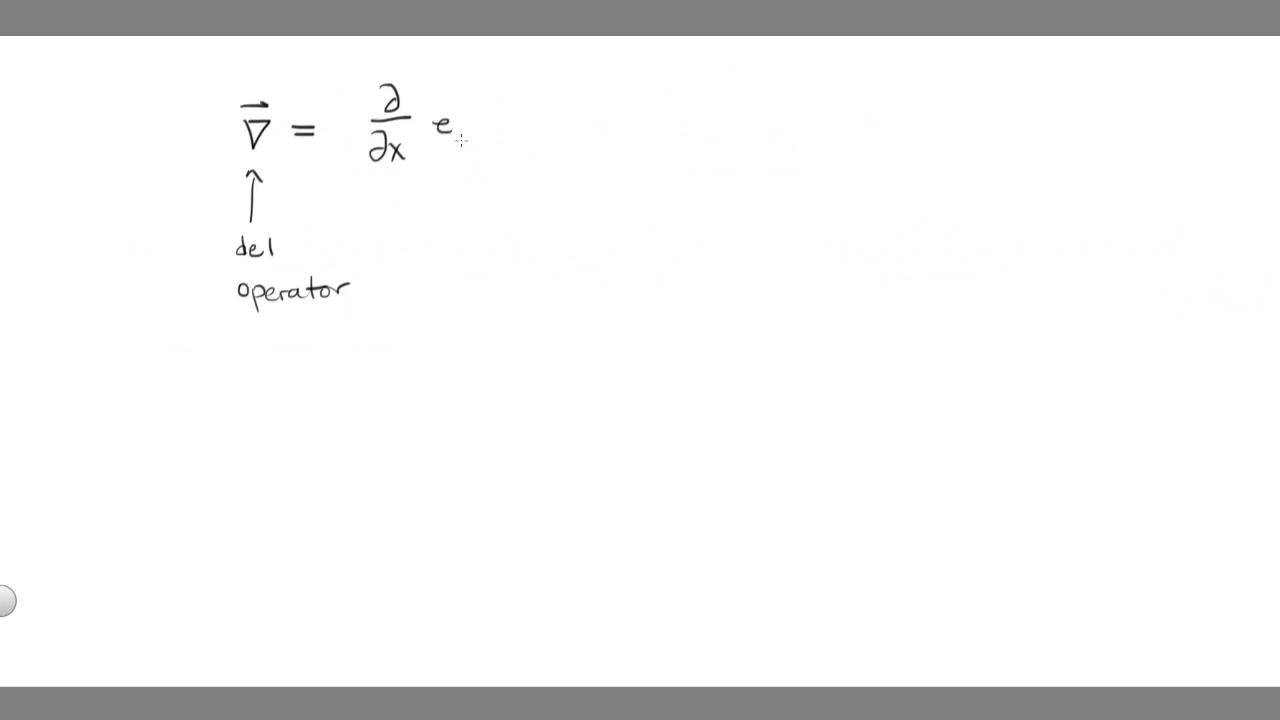 ∇⃗ = ∂/∂x e
↑
del
operator